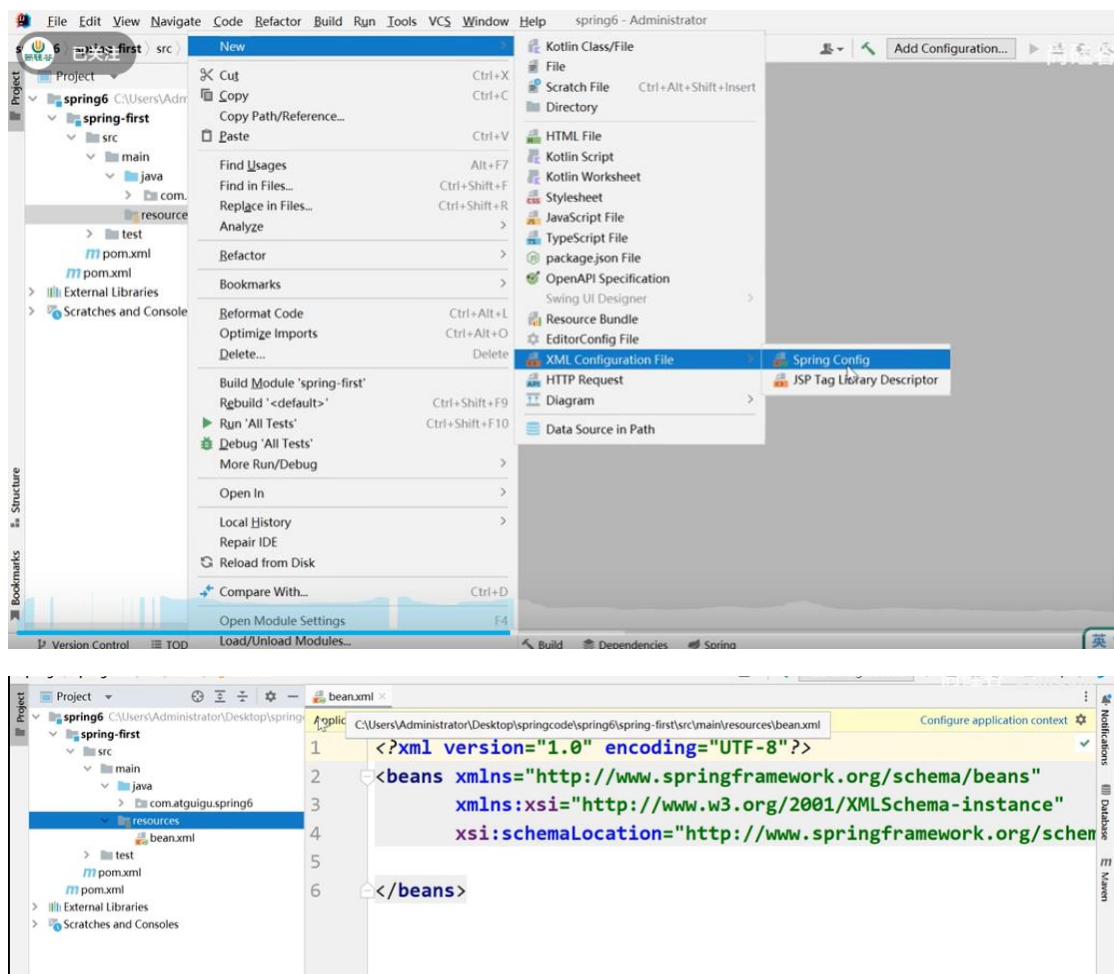 File Edit View Navigate Code Refactor Build Run Tools VCS Window Help spring6 - Administrator
已关注
src
Add Configuration...
Project
Project
spring6 C:\Users\Adm
spring-first
src
main
java
com.
resource
test
pom.xml
pom.xml
External Libraries
Scratches and Console
Structure
Bookmarks
New
Cut Ctrl+X
Copy Ctrl+C
Copy Path/Reference...
Paste Ctrl+V
Find Usages Alt+F7
Find in Files... Ctrl+Shift+F
Replace in Files... Ctrl+Shift+R
Analyze
Refactor
Bookmarks
Reformat Code Ctrl+Alt+L
Optimize Imports Ctrl+Alt+O
Delete... Delete
Build Module 'spring-first'
Rebuild '<default>' Ctrl+Shift+F9
Run 'All Tests' Ctrl+Shift+F10
Debug 'All Tests'
More Run/Debug
Open In
Local History
Repair IDE
Reload from Disk
Compare With... Ctrl+D
Open Module Settings F4
Load/Unload Modules...
Kotlin Class/File
File
Scratch File Ctrl+Alt+Shift+Insert
Directory
HTML File
Kotlin Script
Kotlin Worksheet
Stylesheet
JavaScript File
TypeScript File
package.json File
OpenAPI Specification
Swing UI Designer
Resource Bundle
EditorConfig File
XML Configuration File
HTTP Request
Diagram
Data Source in Path
Spring Config
JSP Tag Library Descriptor
Version Control TOD Build Dependencies Spring
英
Project
Project
spring6 C:\Users\Administrator\Desktop\spring
spring-first
src
main
java
com.atguigu.spring6
resources
bean.xml
test
pom.xml
pom.xml
External Libraries
Scratches and Consoles
bean.xml
Applic C:\Users\Administrator\Desktop\springcode\spring6\spring-first\src\main\resources\bean.xml Configure application context
1 <?xml version="1.0" encoding="UTF-8"?>
2 <beans xmlns="http://www.springframework.org/schema/beans"
3 xmlns:xsi="http://www.w3.org/2001/XMLSchema-instance"
4 xsi:schemaLocation="http://www.springframework.org/schem
5
6 </beans>
Notifications
Database
Maven